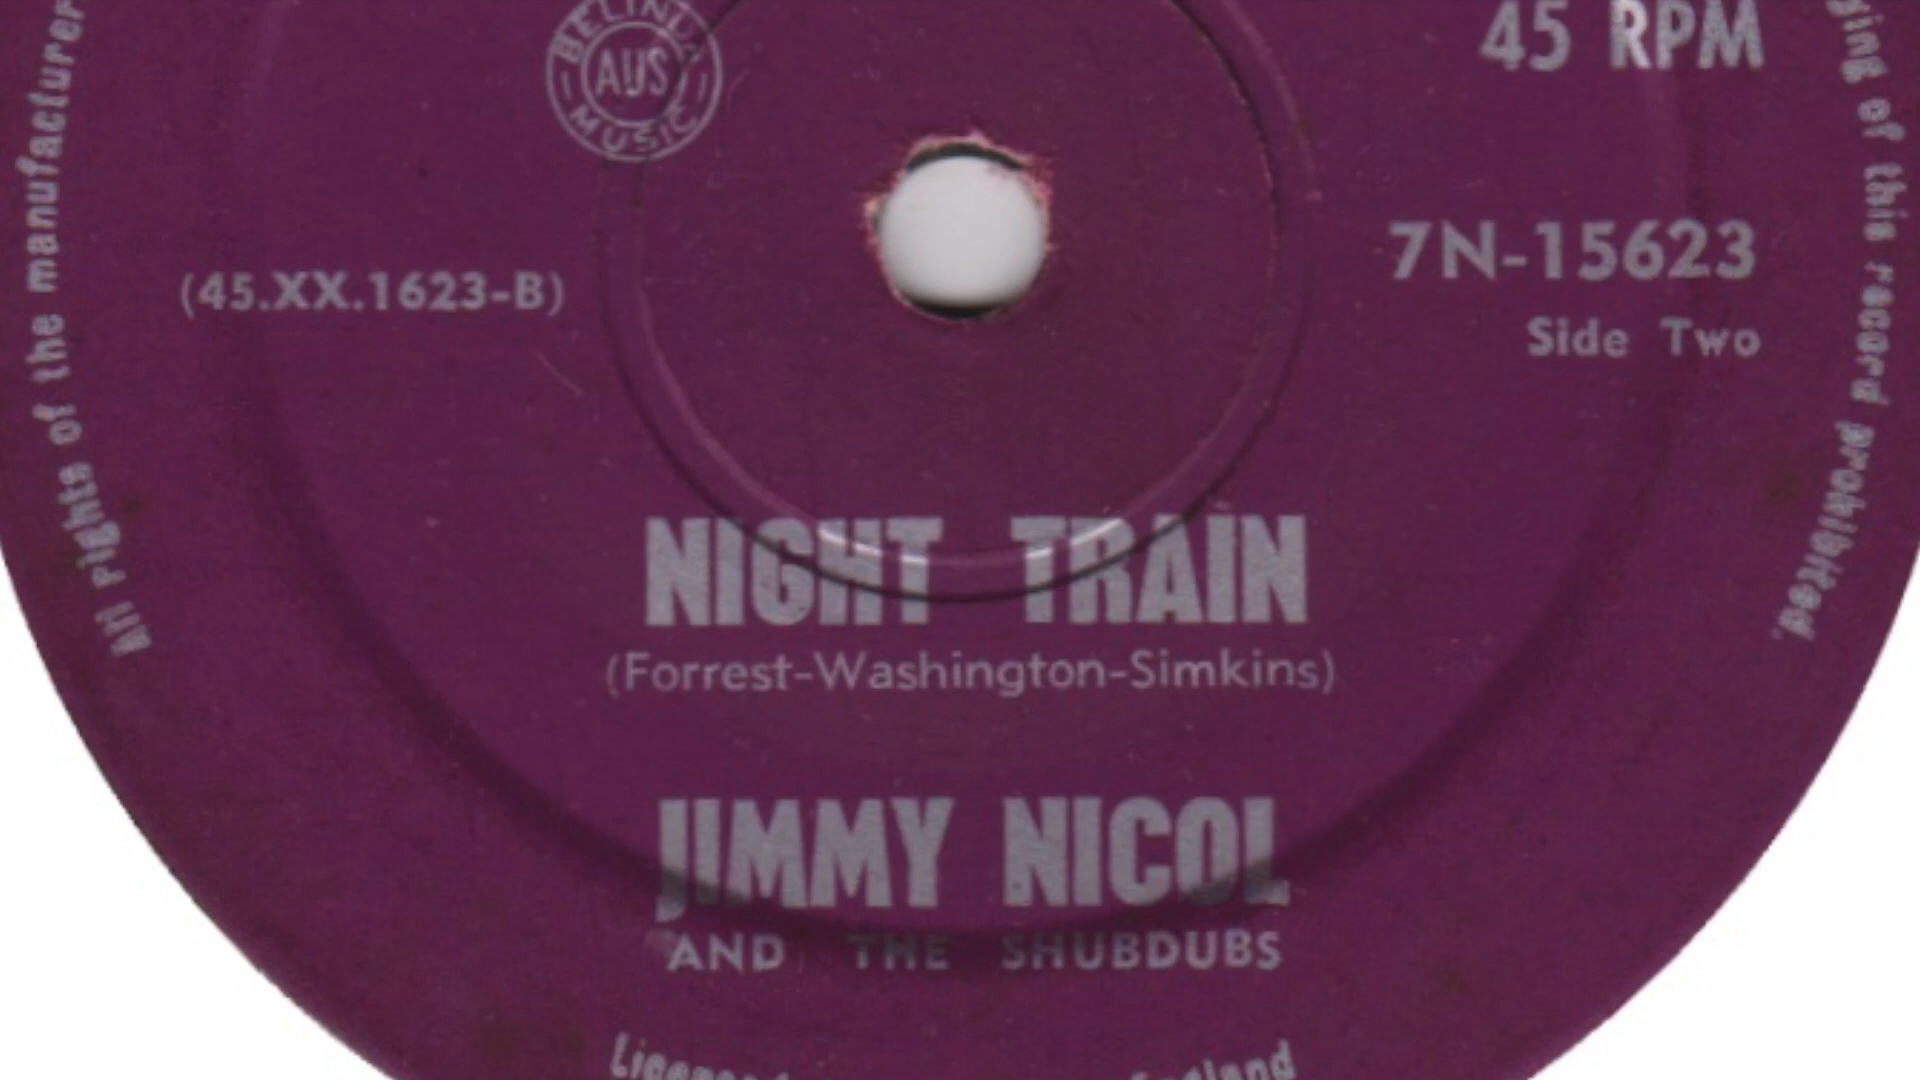 BELINDA
AUS
MUSIC
45 RPM
7N-15623
(45.XX.1623-B)
Side Two
NIGHT TRAIN
(Forrest-Washington-Simkins)
JIMMY NICOL
AND THE SHUBDUBS
All rights of the manufacturer
of this record prohibited.